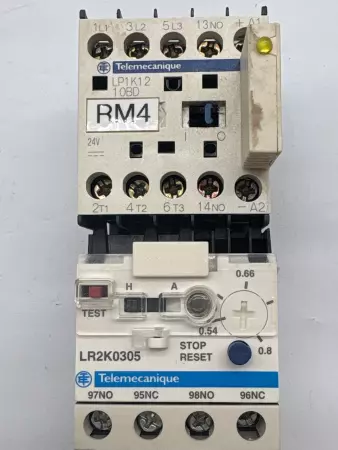 1L1 3L2 5L3 13NO + A1
Telemecanique
LP1K12
10BD
RM4
24V
I O
2T1 4T2 6T3 14NO - A2
H A
0.66
TEST
0.54
STOP
RESET
0.8
LR2K0305
Telemecanique
97NO 95NC 98NO 96NC